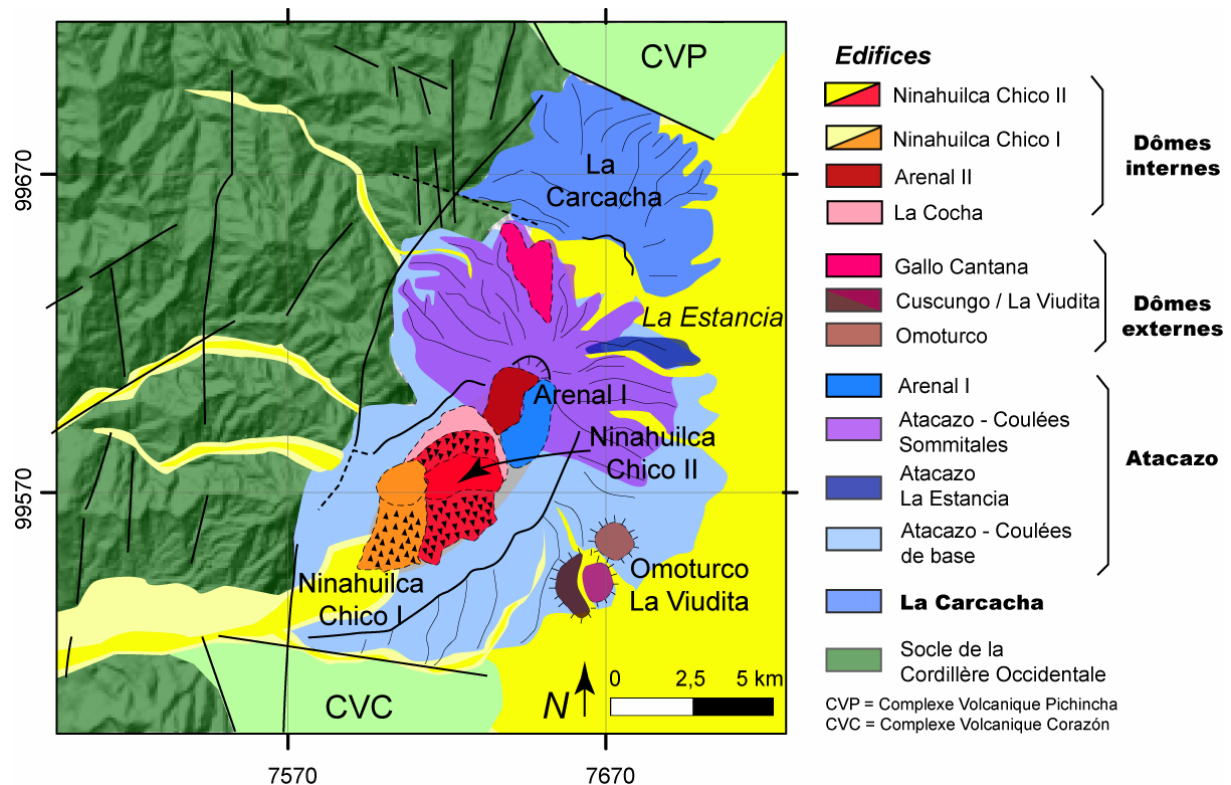 CVP
La
Carcacha
La Estancia
Arenal I
Ninahuilca
Chico II
Ninahuilca
Chico I
Omoturco
La Viudita
CVC
N
0 2,5 5 km
99670
99570
7570 7670
Edifices
Ninahuilca Chico II
Ninahuilca Chico I
Arenal II
La Cocha
Dômes
internes
Gallo Cantana
Cuscungo / La Viudita
Omoturco
Dômes
externes
Arenal I
Atacazo - Coulées
Sommitales
Atacazo
La Estancia
Atacazo - Coulées
de base
Atacazo
La Carcacha
Socle de la
Cordillère Occidentale
CVP = Complexe Volcanique Pichincha
CVC = Complexe Volcanique Corazón